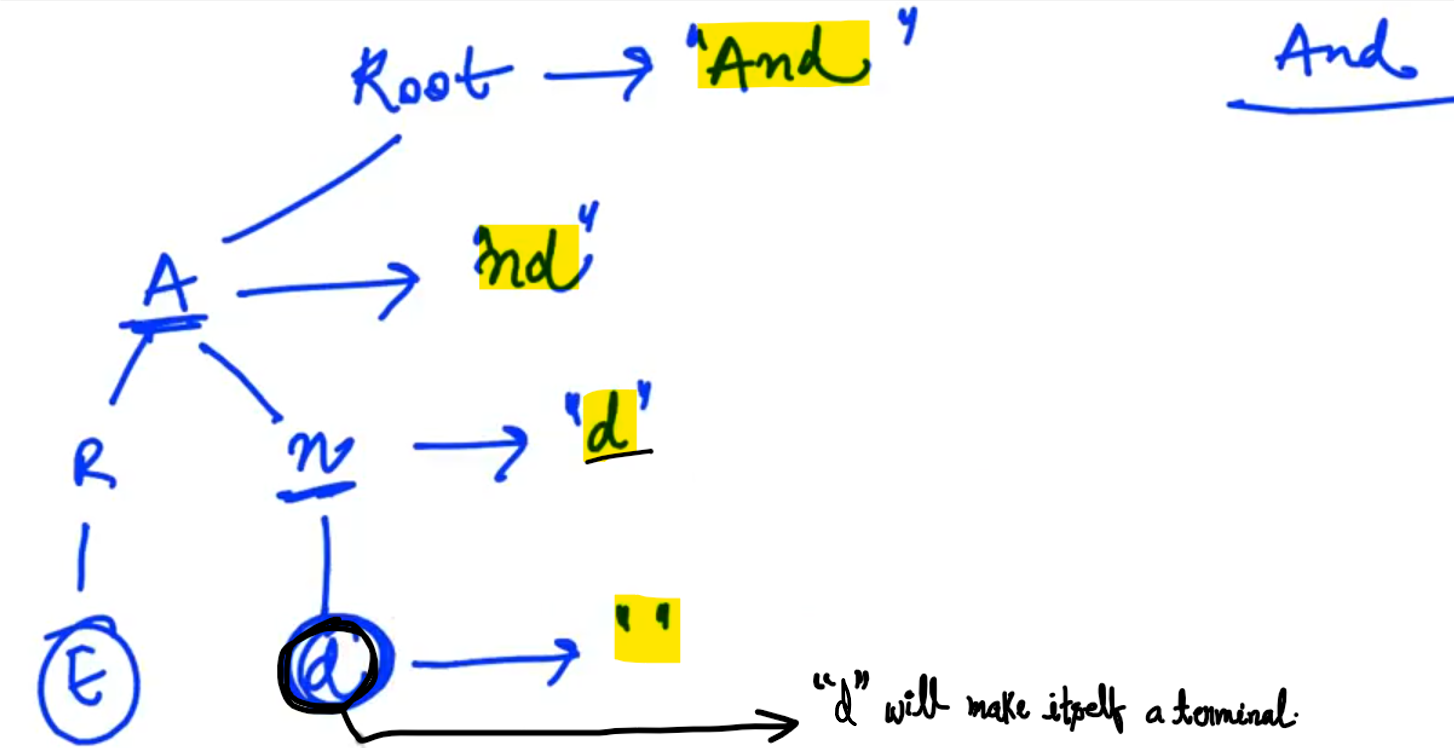 Root → "And"
And
A → "nd"
R n → "d"
E d → " "
"d" will make itself a terminal.